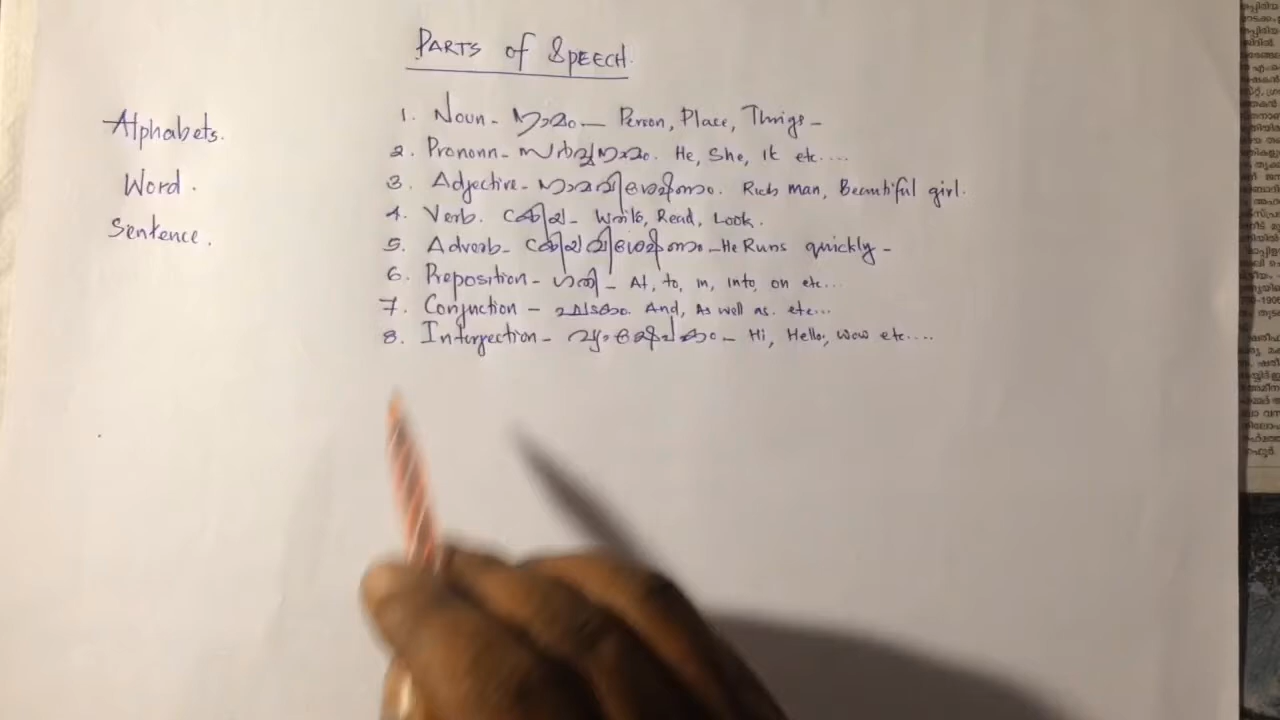 PARTS of SPEECH.
Alphabets.
Word.
Sentence.
1. Noun - നാമം — Person, Place, Things -
2. Pronoun - സർവ്വനാമം. He, She, It etc....
3. Adjective - നാമവിശേഷണം. Rich man, Beautiful girl.
4. Verb. ക്രിയ - Write, Read, Look.
5. Adverb - ക്രിയാവിശേഷണം - He Runs quickly -
6. Preposition - ഗതി - At, to, in, into, on etc...
7. Conjuction - ഘടകം. And, As well as. etc...
8. Interjection - വ്യാക്ഷേപകം - Hi, Hello, Wow etc....